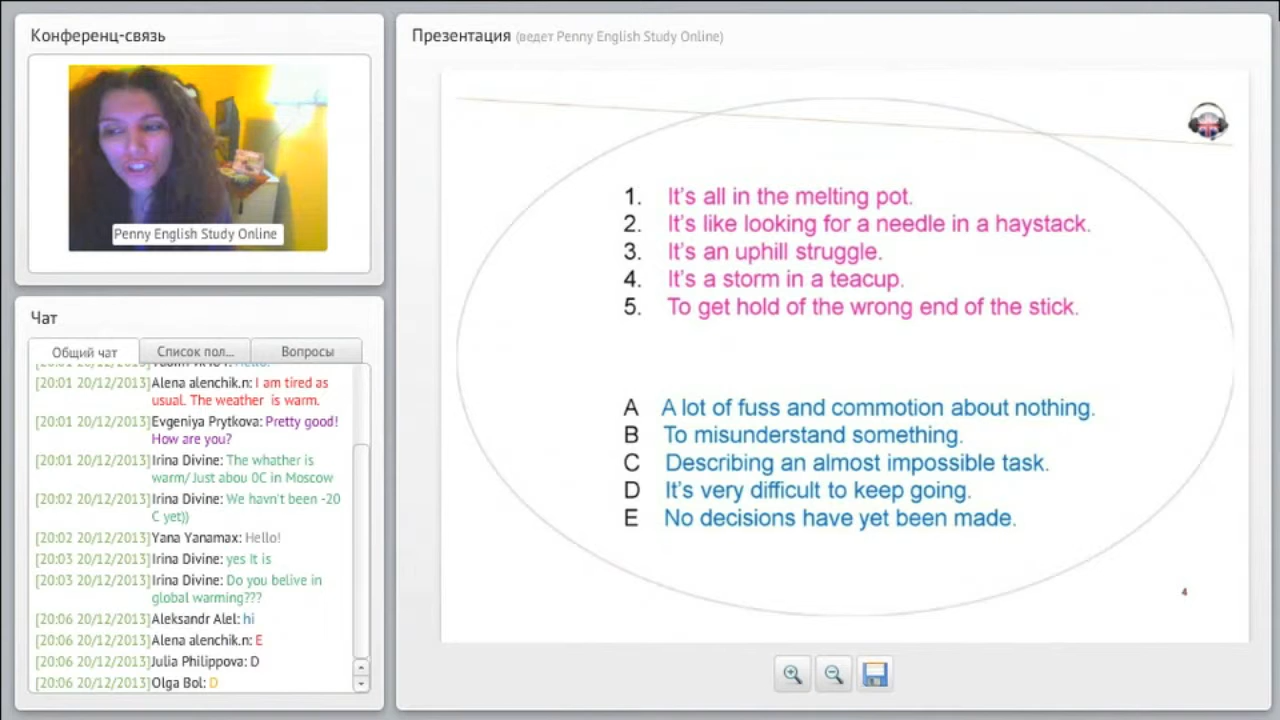 Конференц-связь
Penny English Study Online
Чат
Общий чат
Список пол...
Вопросы
[20:01 20/12/2013]Alena alenchik.n: I am tired as
usual. The weather is warm.
[20:01 20/12/2013]Evgeniya Prytkova: Pretty good!
How are you?
[20:01 20/12/2013]Irina Divine: The whather is
warm/ Just abou 0C in Moscow
[20:02 20/12/2013]Irina Divine: We havn't been -20
C yet))
[20:02 20/12/2013]Yana Yanamax: Hello!
[20:03 20/12/2013]Irina Divine: yes It is
[20:03 20/12/2013]Irina Divine: Do you belive in
global warming???
[20:06 20/12/2013]Aleksandr Alel: hi
[20:06 20/12/2013]Alena alenchik.n: E
[20:06 20/12/2013]Julia Philippova: D
[20:06 20/12/2013]Olga Bol: D
Презентация (ведет Penny English Study Online)
1. It's all in the melting pot.
2. It's like looking for a needle in a haystack.
3. It's an uphill struggle.
4. It's a storm in a teacup.
5. To get hold of the wrong end of the stick.
A A lot of fuss and commotion about nothing.
B To misunderstand something.
C Describing an almost impossible task.
D It's very difficult to keep going.
E No decisions have yet been made.
4